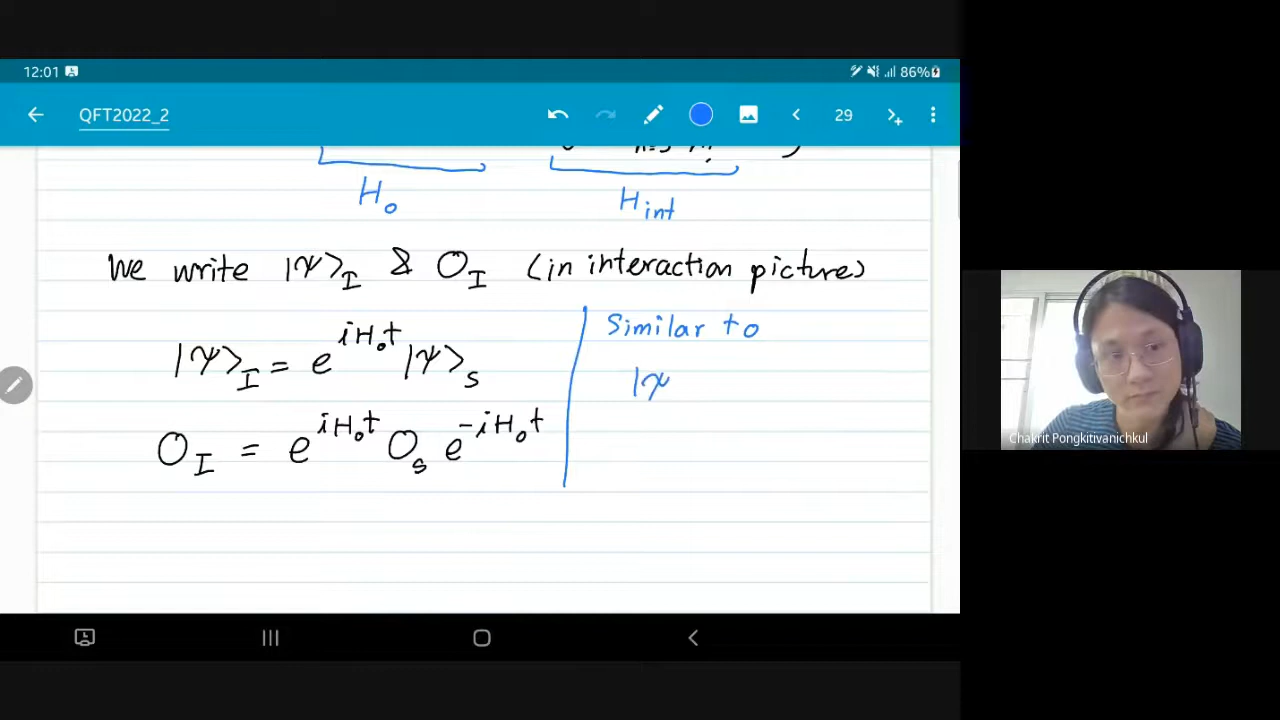 12:01 86%
QFT2022_2 29
H₀ H_int
We write |ψ⟩_I & O_I (in interaction picture)
|ψ⟩_I = e^{iH₀t} |ψ⟩_S
O_I = e^{iH₀t} O_S e^{-iH₀t}
Similar to
|ψ
Chakrit Pongkitivanichkul